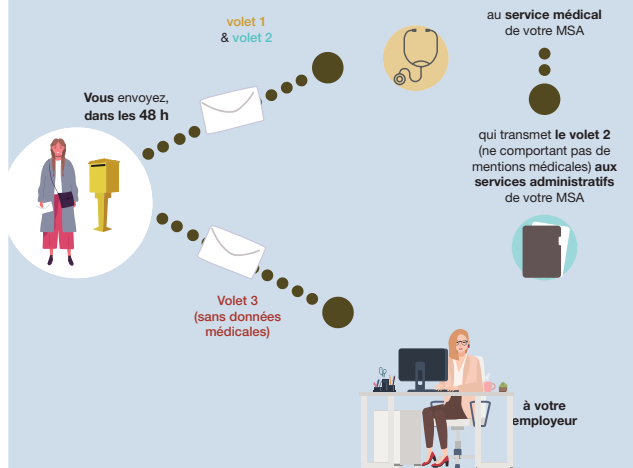 volet 1
& volet 2
au service médical
de votre MSA
Vous envoyez,
dans les 48 h
qui transmet le volet 2
(ne comportant pas de
mentions médicales) aux
services administratifs
de votre MSA
Volet 3
(sans données
médicales)
à votre
employeur